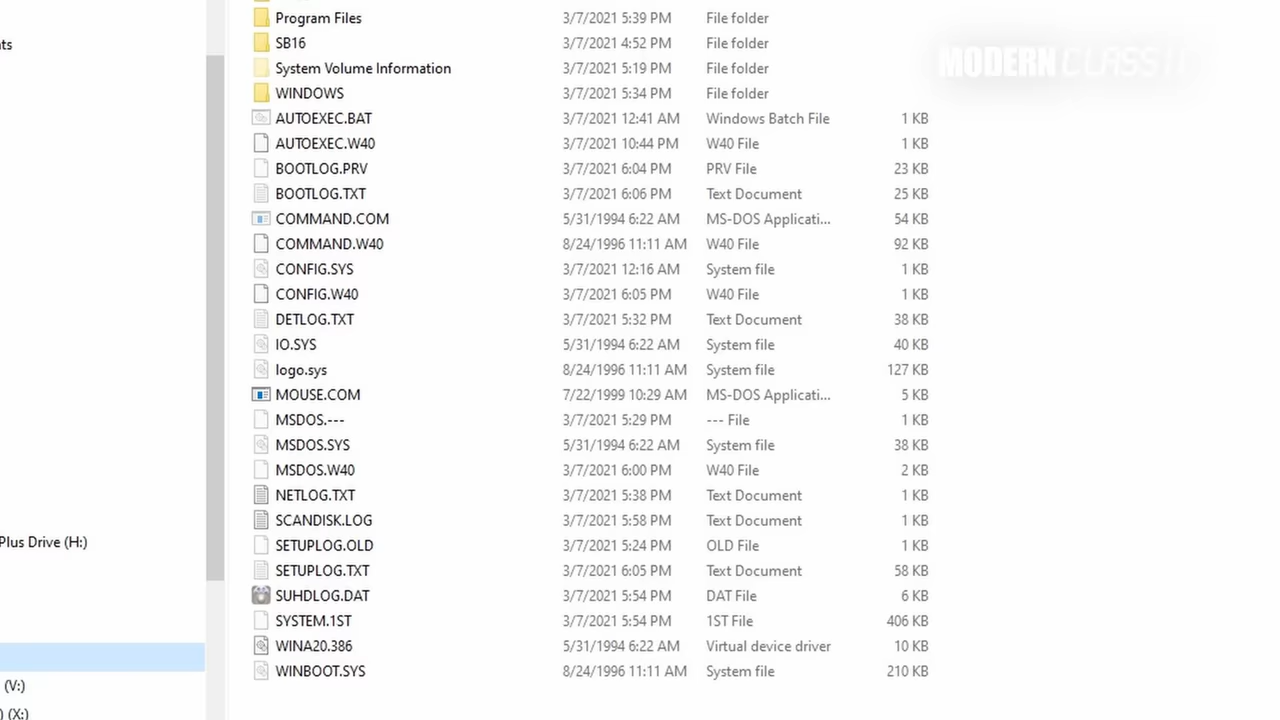 Program Files 3/7/2021 5:39 PM File folder
MODERN CLASSIC
ts
SB16 3/7/2021 4:52 PM File folder
System Volume Information 3/7/2021 5:19 PM File folder
WINDOWS 3/7/2021 5:34 PM File folder
AUTOEXEC.BAT 3/7/2021 12:41 AM Windows Batch File 1 KB
AUTOEXEC.W40 3/7/2021 10:44 PM W40 File 1 KB
BOOTLOG.PRV 3/7/2021 6:04 PM PRV File 23 KB
BOOTLOG.TXT 3/7/2021 6:06 PM Text Document 25 KB
COMMAND.COM 5/31/1994 6:22 AM MS-DOS Applicati... 54 KB
COMMAND.W40 8/24/1996 11:11 AM W40 File 92 KB
CONFIG.SYS 3/7/2021 12:16 AM System file 1 KB
CONFIG.W40 3/7/2021 6:05 PM W40 File 1 KB
DETLOG.TXT 3/7/2021 5:32 PM Text Document 38 KB
IO.SYS 5/31/1994 6:22 AM System file 40 KB
logo.sys 8/24/1996 11:11 AM System file 127 KB
MOUSE.COM 7/22/1999 10:29 AM MS-DOS Applicati... 5 KB
MSDOS.--- 3/7/2021 5:29 PM --- File 1 KB
MSDOS.SYS 5/31/1994 6:22 AM System file 38 KB
MSDOS.W40 3/7/2021 6:00 PM W40 File 2 KB
NETLOG.TXT 3/7/2021 5:38 PM Text Document 1 KB
SCANDISK.LOG 3/7/2021 5:58 PM Text Document 1 KB
Plus Drive (H:)
SETUPLOG.OLD 3/7/2021 5:24 PM OLD File 1 KB
SETUPLOG.TXT 3/7/2021 6:05 PM Text Document 58 KB
SUHDLOG.DAT 3/7/2021 5:54 PM DAT File 6 KB
SYSTEM.1ST 3/7/2021 5:54 PM 1ST File 406 KB
WINA20.386 5/31/1994 6:22 AM Virtual device driver 10 KB
WINBOOT.SYS 8/24/1996 11:11 AM System file 210 KB
(V:)
) (X:)